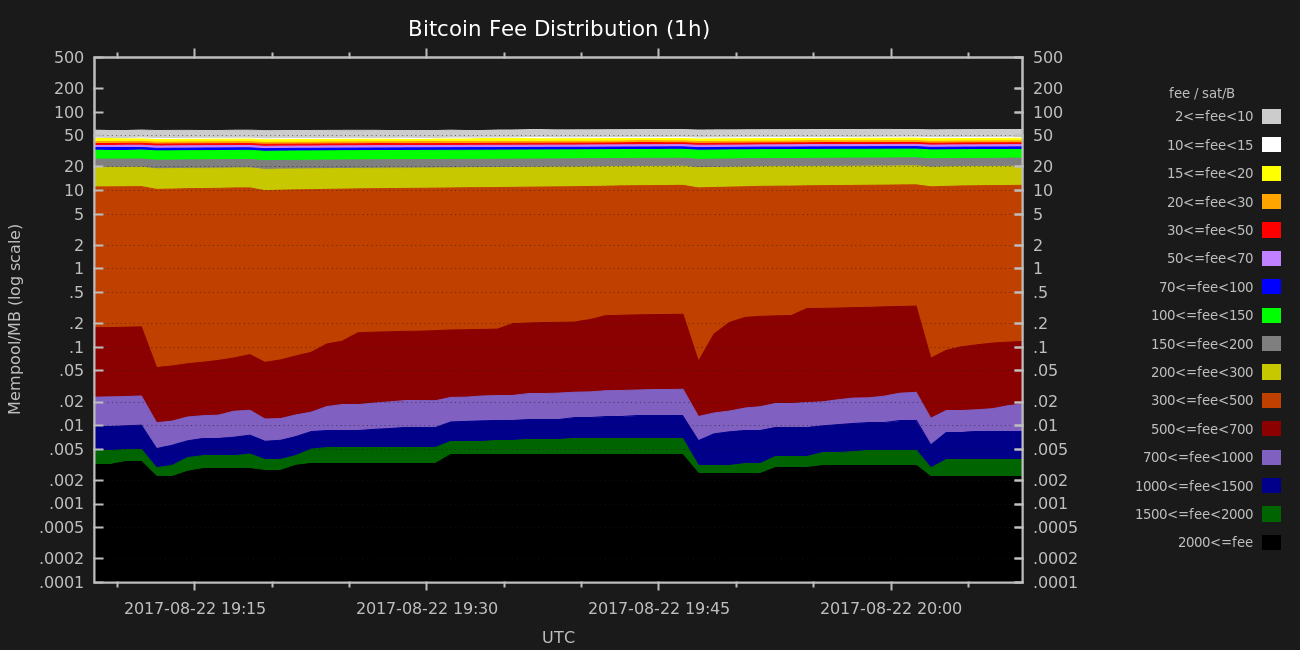 Bitcoin Fee Distribution (1h)
500
200
100
50
20
10
5
2
1
.5
.2
.1
.05
.02
.01
.005
.002
.001
.0005
.0002
.0001
Mempool/MB (log scale)
500
200
100
50
20
10
5
2
1
.5
.2
.1
.05
.02
.01
.005
.002
.001
.0005
.0002
.0001
2017-08-22 19:15
2017-08-22 19:30
2017-08-22 19:45
2017-08-22 20:00
UTC
fee / sat/B
2<=fee<10
10<=fee<15
15<=fee<20
20<=fee<30
30<=fee<50
50<=fee<70
70<=fee<100
100<=fee<150
150<=fee<200
200<=fee<300
300<=fee<500
500<=fee<700
700<=fee<1000
1000<=fee<1500
1500<=fee<2000
2000<=fee